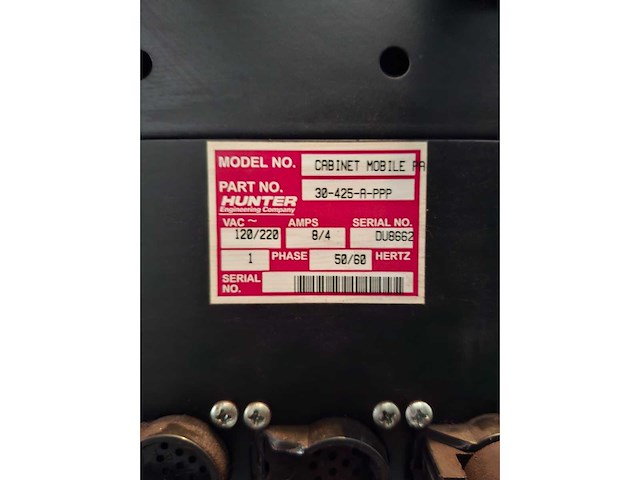 MODEL NO. CABINET MOBILE PA
PART NO. 30-425-A-PPP
HUNTER
Engineering Company
VAC ~ AMPS SERIAL NO.
120/220 8/4 DU8662
1 PHASE 50/60 HERTZ
SERIAL
NO.